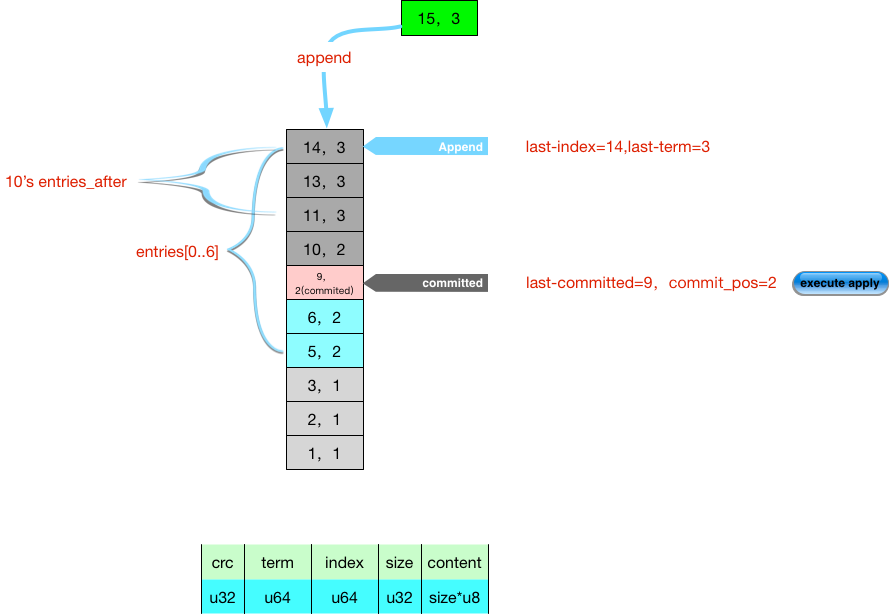 15, 3
append
14, 3
Append
last-index=14,last-term=3
10's entries_after
13, 3
11, 3
entries[0..6]
10, 2
9,
2(commited)
committed
last-committed=9, commit_pos=2
execute apply
6, 2
5, 2
3, 1
2, 1
1, 1
crc term index size content
u32 u64 u64 u32 size*u8